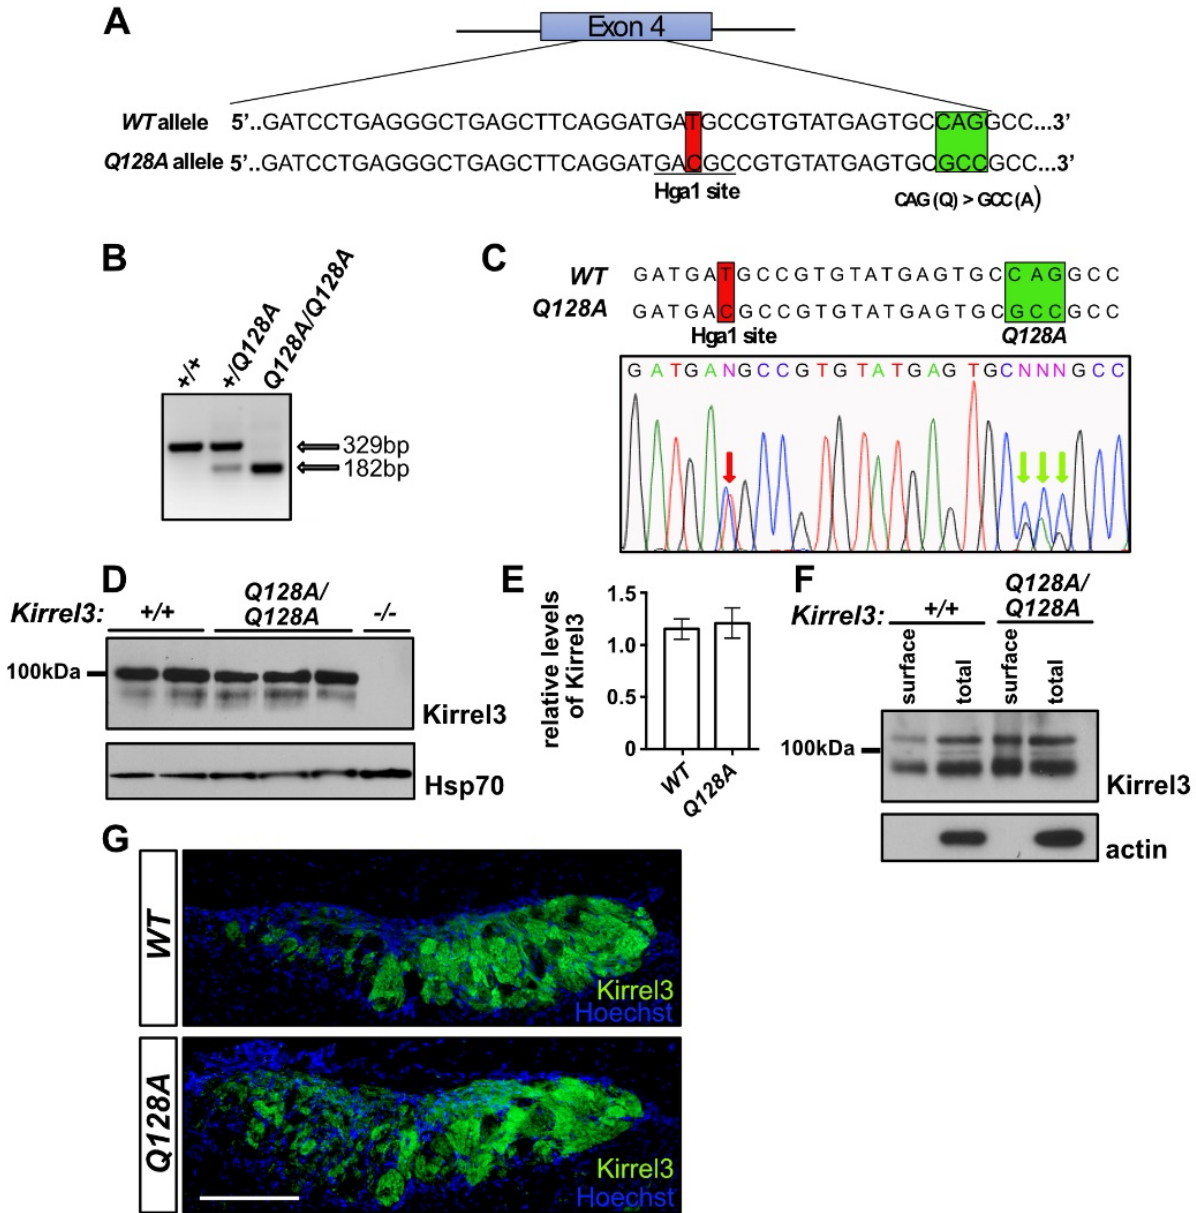 A
Exon 4
WT allele 5'..GATCCTGAGGGCTGAGCTTCAGGATGATGCCGTGTATGAGTGCCAGGCC...3'
Q128A allele 5'..GATCCTGAGGGCTGAGCTTCAGGATGACGCCGTGTATGAGTGCGCCGCC...3'
Hga1 site
CAG (Q) > GCC (A)
B
+/+
+/Q128A
Q128A/Q128A
329bp
182bp
C
WT GATGATGCCGTGTATGAGTGCCAGGCC
Q128A GATGACGCCGTGTATGAGTGCGCCGCC
Hga1 site Q128A
GATGANGCCGTGTATGAGTGCNNNGCC
D
Kirrel3: +/+ Q128A/Q128A -/-
100kDa
Kirrel3
Hsp70
E
relative levels
of Kirrel3
1.5
1.0
0.5
0
WT
Q128A
F
Kirrel3: +/+ Q128A/Q128A
surface
total
surface
total
100kDa
Kirrel3
actin
G
WT
Kirrel3
Hoechst
Q128A
Kirrel3
Hoechst